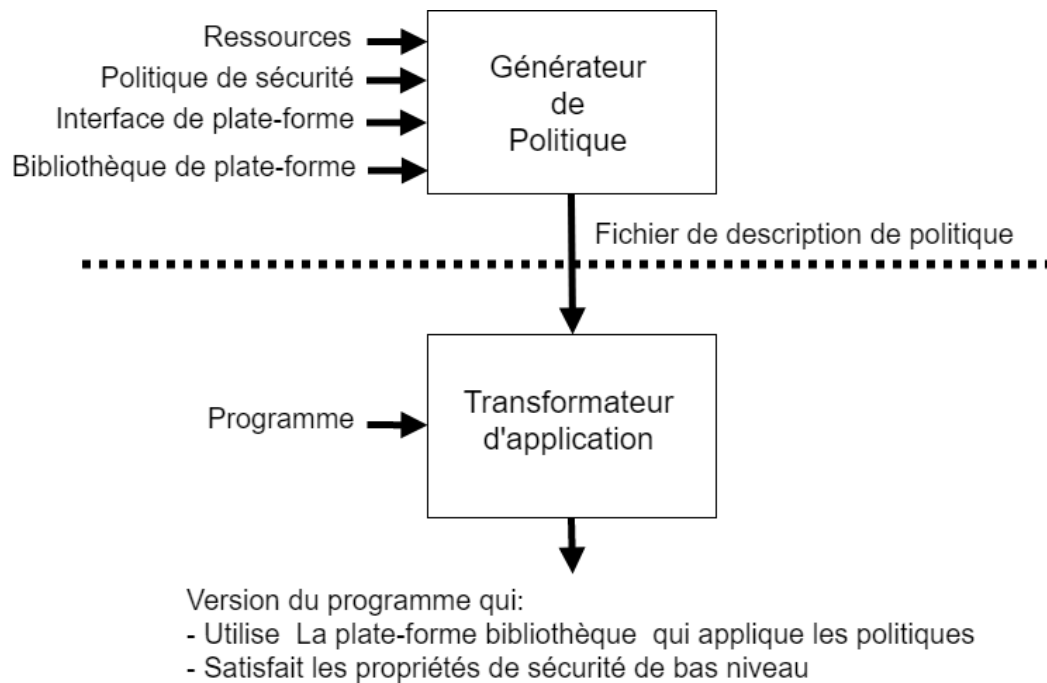 Ressources
Politique de sécurité
Interface de plate-forme
Bibliothèque de plate-forme
Générateur
de
Politique
Fichier de description de politique
Programme
Transformateur
d'application
Version du programme qui:
- Utilise La plate-forme bibliothèque qui applique les politiques
- Satisfait les propriétés de sécurité de bas niveau